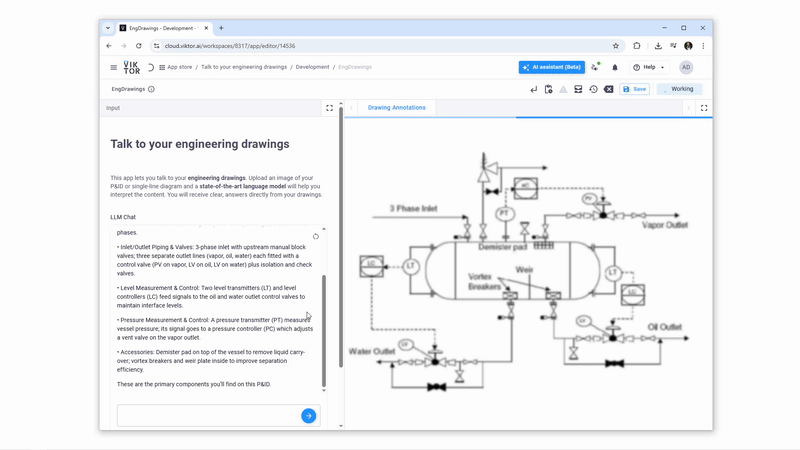 EngDrawings - Development -
cloud.viktor.ai/workspaces/8317/app/editor/14536
VIKTOR
App store / Talk to your engineering drawings / Development / EngDrawings
AI assistant (Beta)
Help
AD
EngDrawings
Save
Working
Input
Drawing Annotations
Talk to your engineering drawings
This app lets you talk to your engineering drawings. Upload an image of your
P&ID or single-line diagram and a state-of-the-art language model will help you
interpret the content. You will receive clear, answers directly from your drawings.
LLM Chat
phases.
• Inlet/Outlet Piping & Valves: 3-phase inlet with upstream manual block
valves; three separate outlet lines (vapor, oil, water) each fitted with a
control valve (PV on vapor, LV on oil, LV on water) plus isolation and check
valves.
• Level Measurement & Control: Two level transmitters (LT) and level
controllers (LC) feed signals to the oil and water outlet control valves to
maintain interface levels.
• Pressure Measurement & Control: A pressure transmitter (PT) measures
vessel pressure; its signal goes to a pressure controller (PC) which adjusts
a vent valve on the vapor outlet.
• Accessories: Demister pad on top of the vessel to remove liquid carry-
over; vortex breakers and weir plate inside to improve separation
efficiency.
These are the primary components you'll find on this P&ID.
3 Phase Inlet
PT
PV
Vapor Outlet
Demister pad
LC
LT
Vortex
Breakers
Weir
LT
LC
LV
Oil Outlet
Water Outlet
LV